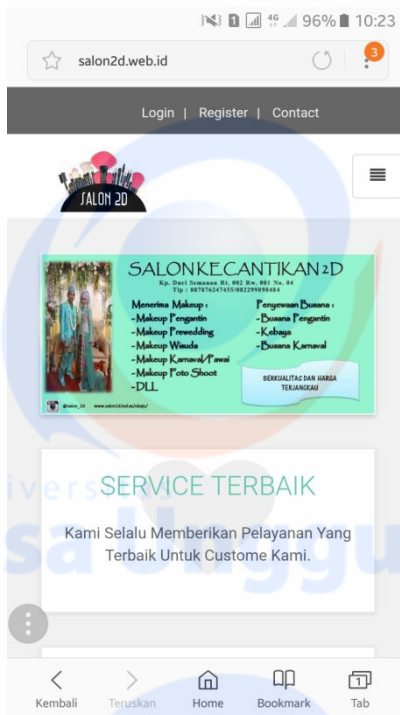 4G 96% 10:23
salon2d.web.id
3
Login | Register | Contact
SALON 2D
SALON KECANTIKAN 2D
Kp. Duri Semanan Rt. 002 Rw. 001 No. 04
Menerima Makeup :
-Makeup Pengantin
-Makeup Prewedding
-Makeup Wisuda
-Makeup Karnaval/Pawai
-Makeup Foto Shoot
-DLL
Penyewaan Busana :
-Busana Pengantin
-Kebaya
-Busana Karnaval
BERKUALITAS DAN HARGA
TERJANGKAU
@salon_2d
SERVICE TERBAIK
Kami Selalu Memberikan Pelayanan Yang
Terbaik Untuk Custome Kami.
1
Kembali Teruskan Home Bookmark Tab